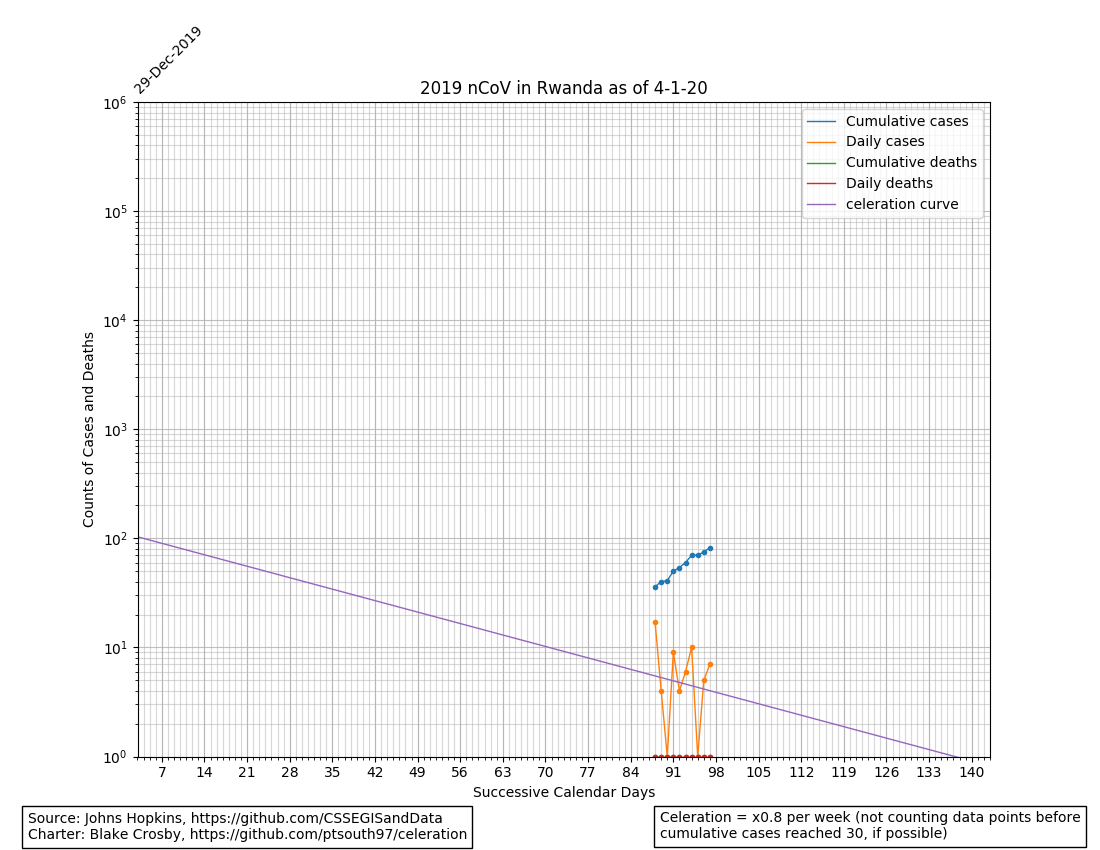 29-Dec-2019
2019 nCoV in Rwanda as of 4-1-20
Cumulative cases
Daily cases
Cumulative deaths
Daily deaths
celeration curve
Counts of Cases and Deaths
10^6
10^5
10^4
10^3
10^2
10^1
10^0
7 14 21 28 35 42 49 56 63 70 77 84 91 98 105 112 119 126 133 140
Successive Calendar Days
Source: Johns Hopkins, https://github.com/CSSEGISandData
Charter: Blake Crosby, https://github.com/ptsouth97/celeration
Celeration = x0.8 per week (not counting data points before
cumulative cases reached 30, if possible)